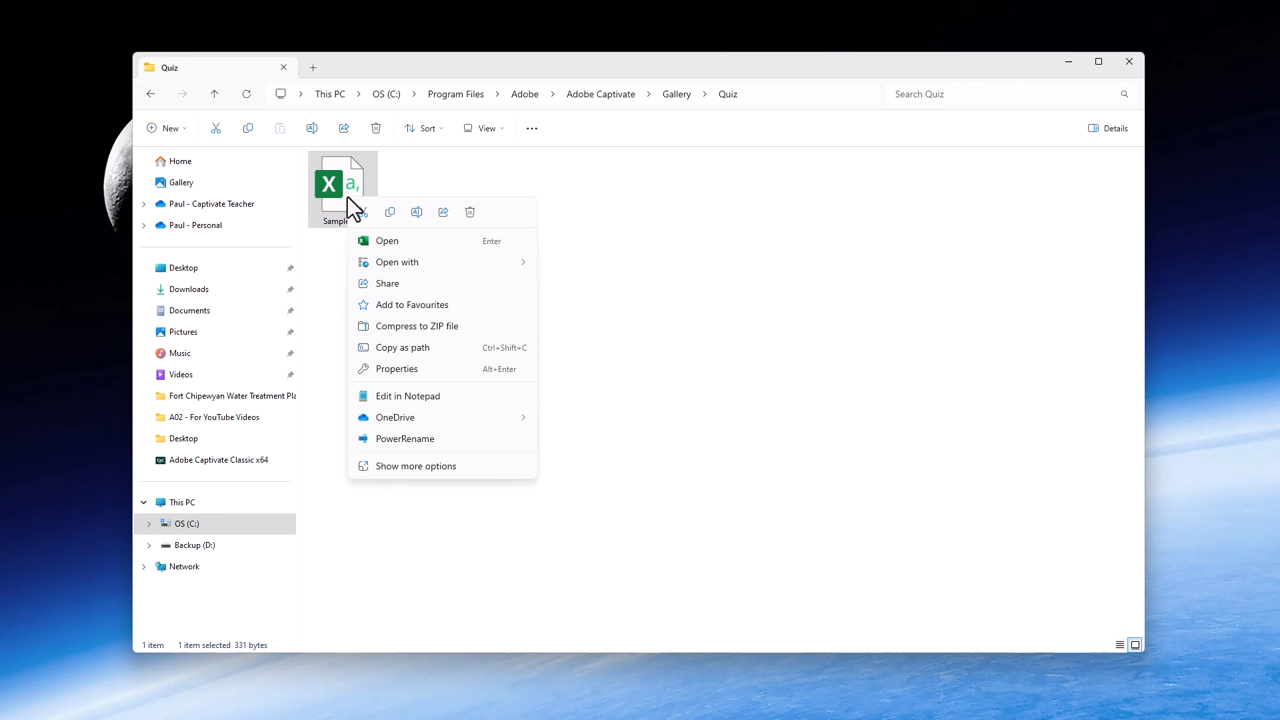 Quiz
This PC > OS (C:) > Program Files > Adobe > Adobe Captivate > Gallery > Quiz
Search Quiz
New
Sort
View
Details
Home
Gallery
Paul - Captivate Teacher
Paul - Personal
Desktop
Downloads
Documents
Pictures
Music
Videos
Fort Chipewyan Water Treatment Pla
A02 - For YouTube Videos
Desktop
Adobe Captivate Classic x64
This PC
OS (C:)
Backup (D:)
Network
X a,
Sample
Open Enter
Open with
Share
Add to Favourites
Compress to ZIP file
Copy as path Ctrl+Shift+C
Properties Alt+Enter
Edit in Notepad
OneDrive
PowerRename
Show more options
1 item 1 item selected 331 bytes